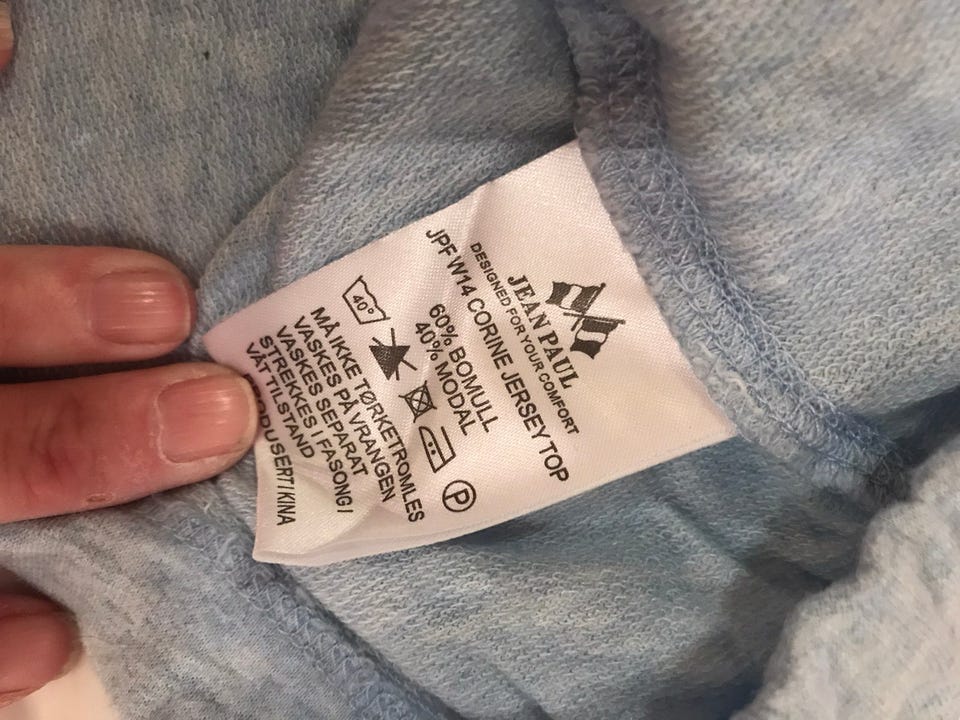 JEAN PAUL
DESIGNED FOR YOUR COMFORT
JPF W14 CORINE JERSEY TOP
60% BOMULL
40% MODAL
40°
P
MÅ IKKE TØRKETROMLES
VASKES PÅ VRANGEN
VASKES SEPARAT
STREKKES I FASONG I
VÅT TILSTAND
I KINA